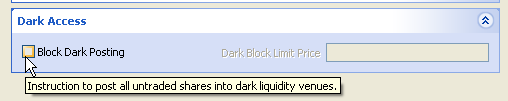 Dark Access
Block Dark Posting Dark Block Limit Price
Instruction to post all untraded shares into dark liquidity venues.